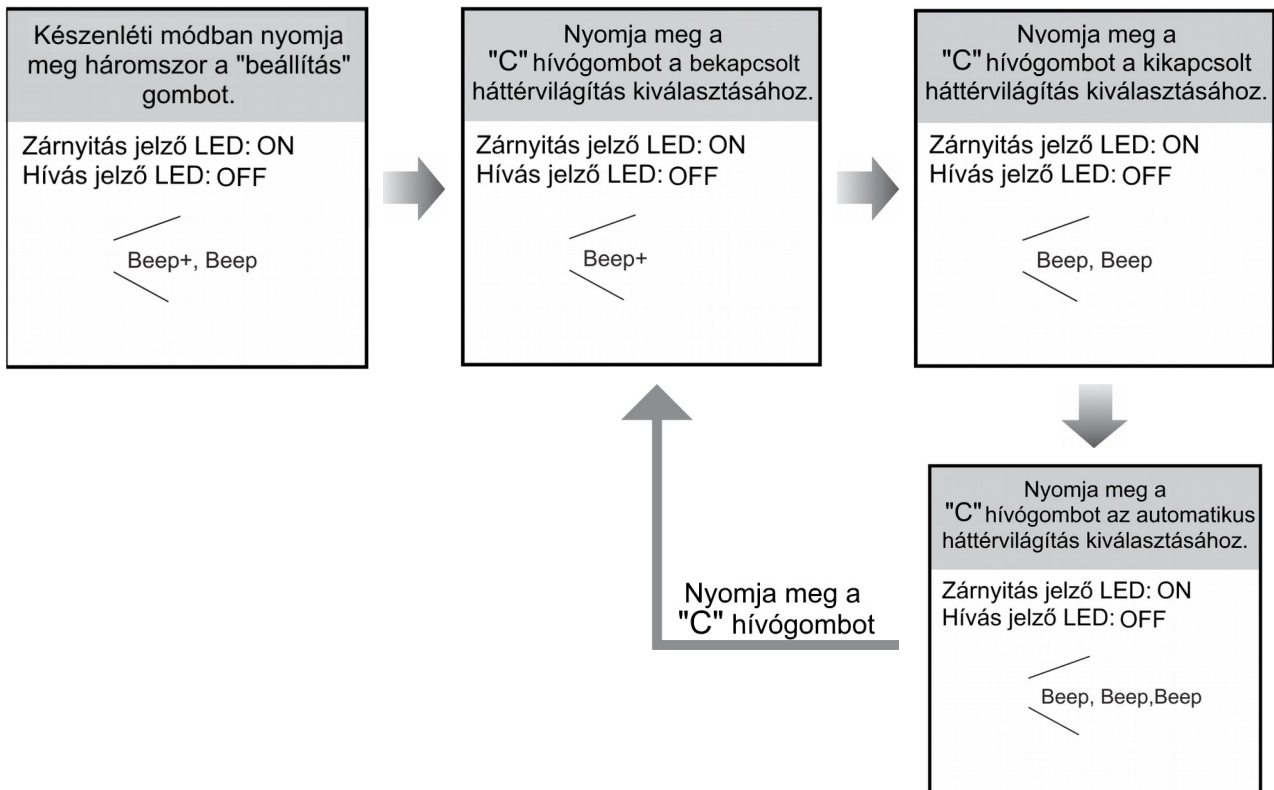 Készenléti módban nyomja
meg háromszor a "beállítás"
gombot.
Zárnyitás jelző LED: ON
Hívás jelző LED: OFF
Beep+, Beep
Nyomja meg a
"C" hívógombot a bekapcsolt
háttérvilágítás kiválasztásához.
Zárnyitás jelző LED: ON
Hívás jelző LED: OFF
Beep+
Nyomja meg a
"C" hívógombot a kikapcsolt
háttérvilágítás kiválasztásához.
Zárnyitás jelző LED: ON
Hívás jelző LED: OFF
Beep, Beep
Nyomja meg a
"C" hívógombot az automatikus
háttérvilágítás kiválasztásához.
Zárnyitás jelző LED: ON
Hívás jelző LED: OFF
Beep, Beep,Beep
Nyomja meg a
"C" hívógombot